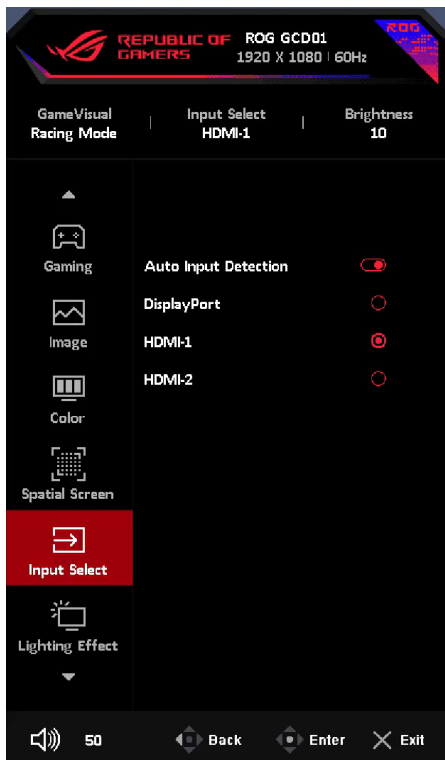 REPUBLIC OF
GAMERS
ROG GCD01
1920 X 1080 | 60Hz
ROG
GameVisual
Racing Mode
Input Select
HDMI-1
Brightness
10
Gaming
Image
Color
Spatial Screen
Input Select
Lighting Effect
Auto Input Detection
DisplayPort
HDMI-1
HDMI-2
50
Back
Enter
Exit